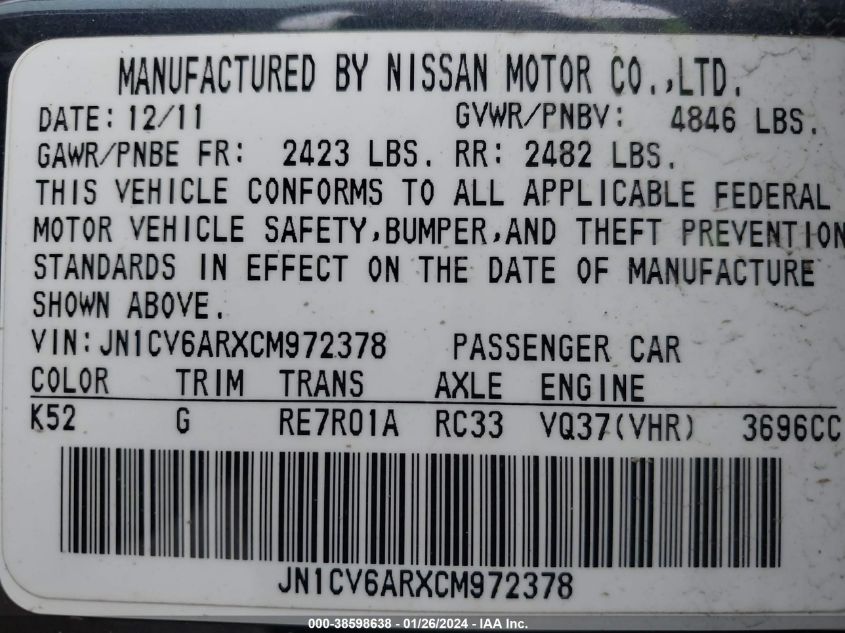 MANUFACTURED BY NISSAN MOTOR CO.,LTD.
DATE: 12/11 GVWR/PNBV: 4846 LBS.
GAWR/PNBE FR: 2423 LBS. RR: 2482 LBS.
THIS VEHICLE CONFORMS TO ALL APPLICABLE FEDERAL
MOTOR VEHICLE SAFETY,BUMPER,AND THEFT PREVENTION
STANDARDS IN EFFECT ON THE DATE OF MANUFACTURE
SHOWN ABOVE.
VIN: JN1CV6ARXCM972378 PASSENGER CAR
COLOR TRIM TRANS AXLE ENGINE
K52 G RE7R01A RC33 VQ37(VHR) 3696CC
JN1CV6ARXCM972378
000-38598638 - 01/26/2024 - IAA Inc.